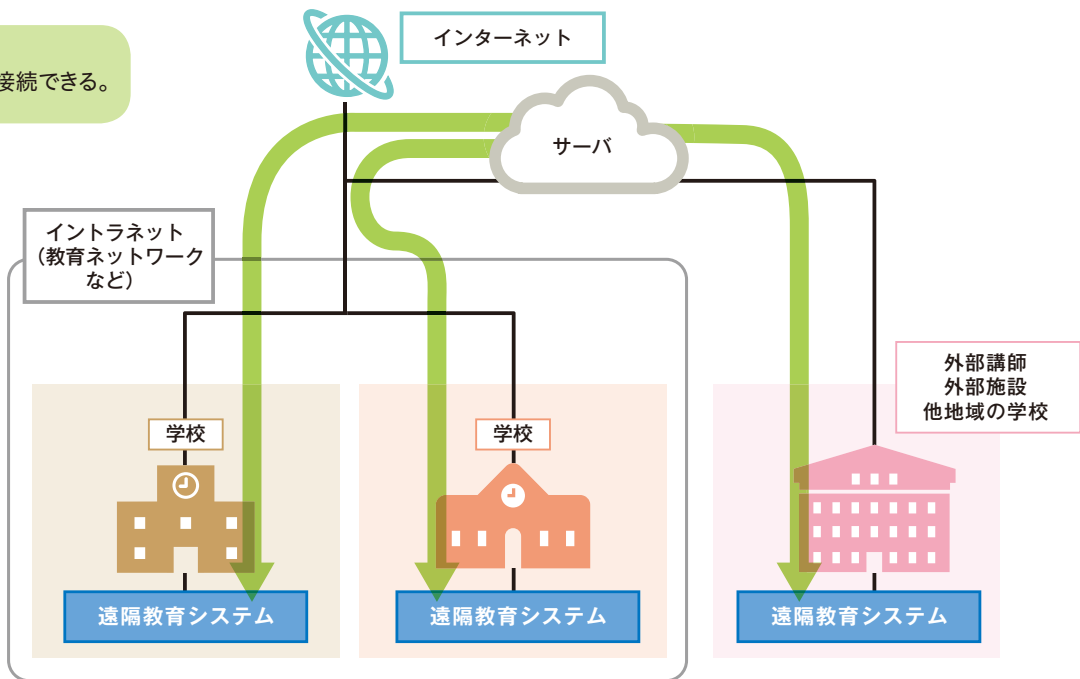 接続できる。
インターネット
サーバ
イントラネット
（教育ネットワーク
など）
外部講師
外部施設
他地域の学校
学校
学校
遠隔教育システム
遠隔教育システム
遠隔教育システム